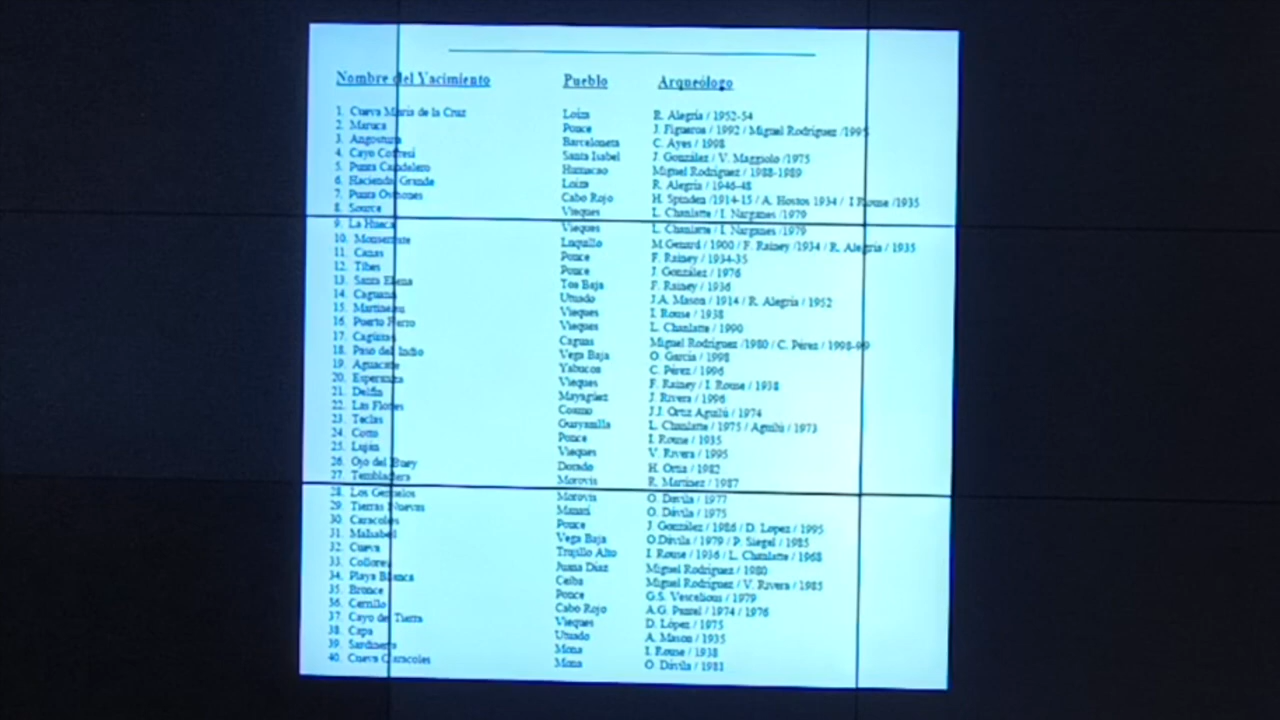 Nombre del Yacimiento Pueblo Arqueólogo
1. Cueva María de la Cruz Loiza R. Alegría / 1952-54
2. Maruca Ponce J. Figueroa / 1992 / Miguel Rodríguez /1995
3. Angostura Barceloneta C. Ayes / 1998
4. Cayo Cofresí Santa Isabel J. González / V. Maggiolo /1975
5. Punta Candelero Humacao Miguel Rodríguez / 1988-1989
6. Hacienda Grande Loiza R. Alegría / 1946-48
7. Punta Ostiones Cabo Rojo H. Spinden /1914-15 / A. Hostos 1934 / I Rouse /1935
8. Sorce Vieques L. Chanlatte / I. Narganes /1979
9. La Hueca Vieques L. Chanlatte / I. Narganes /1979
10. Monserrate Luquillo M Genard / 1900 / F. Rainey /1934 / R. Alegría / 1935
11. Canas Ponce F. Rainey / 1934-35
12. Tibes Ponce J. González / 1976
13. Santa Elena Toa Baja F. Rainey / 1936
14. Caguana Utuado J.A. Mason / 1914 / R. Alegría / 1952
15. Martineau Vieques I. Rouse / 1938
16. Puerto Ferro Vieques L. Chanlatte / 1990
17. Cagüitas Caguas Miguel Rodríguez /1980 / C. Pérez / 1998-99
18. Paso del Indio Vega Baja O. García / 1998
19. Aguacate Yabucoa C. Pérez / 1996
20. Esperanza Vieques F. Rainey / I. Rouse / 1938
21. Delfín Mayagüez J. Rivera / 1996
22. Las Flores Coamo J.J. Ortiz Aguilú / 1974
23. Teclas Guayanilla L. Chanlatte / 1975 / Aguilú / 1973
24. Corso Ponce I. Rouse / 1935
25. Luján Vieques V. Rivera / 1995
26. Ojo del Buey Dorado H. Ortiz / 1982
27. Tembladera Morovis R. Martínez / 1987
28. Los Gemelos Morovis O. Dávila / 1977
29. Tierras Nuevas Manatí O. Dávila / 1975
30. Caracoles Ponce J. González / 1986 / D. López / 1995
31. Maisabel Vega Baja O.Dávila / 1979 / P. Siegel / 1985
32. Cueva Trujillo Alto I. Rouse / 1936 / L. Chanlatte / 1968
33. Collores Juana Díaz Miguel Rodríguez / 1980
34. Playa Blanca Ceiba Miguel Rodríguez / V. Rivera / 1985
35. Bronce Ponce G.S. Vescelious / 1979
36. Cerrillo Cabo Rojo A.G. / 1974 / 1976
37. Cayo de Tierra Vieques D. López / 1975
38. Capa Utuado A. Mason / 1935
39. Sardinera Mona I. Rouse / 1938
40. Cueva Caracoles Mona O. Dávila / 1981